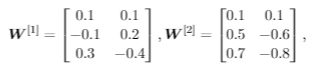 W[1] = [ 0.1 0.1 ; -0.1 0.2 ; 0.3 -0.4 ] , W[2] = [ 0.1 0.1 ; 0.5 -0.6 ; 0.7 -0.8 ] ,